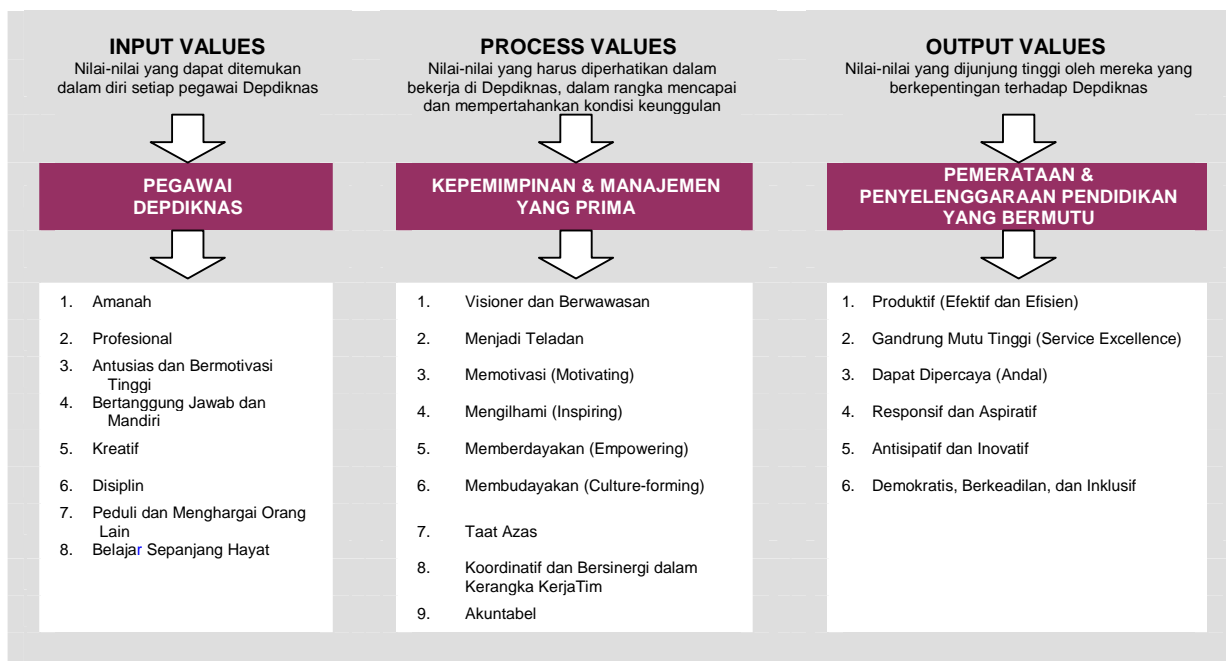 INPUT VALUES
Nilai-nilai yang dapat ditemukan
dalam diri setiap pegawai Depdiknas
PEGAWAI
DEPDIKNAS
1. Amanah
2. Profesional
3. Antusias dan Bermotivasi
Tinggi
4. Bertanggung Jawab dan
Mandiri
5. Kreatif
6. Disiplin
7. Peduli dan Menghargai Orang
Lain
8. Belajar Sepanjang Hayat
PROCESS VALUES
Nilai-nilai yang harus diperhatikan dalam
bekerja di Depdiknas, dalam rangka mencapai
dan mempertahankan kondisi keunggulan
KEPEMIMPINAN & MANAJEMEN
YANG PRIMA
1. Visioner dan Berwawasan
2. Menjadi Teladan
3. Memotivasi (Motivating)
4. Mengilhami (Inspiring)
5. Memberdayakan (Empowering)
6. Membudayakan (Culture-forming)
7. Taat Azas
8. Koordinatif dan Bersinergi dalam
Kerangka KerjaTim
9. Akuntabel
OUTPUT VALUES
Nilai-nilai yang dijunjung tinggi oleh mereka yang
berkepentingan terhadap Depdiknas
PEMERATAAN &
PENYELENGGARAAN PENDIDIKAN
YANG BERMUTU
1. Produktif (Efektif dan Efisien)
2. Gandrung Mutu Tinggi (Service Excellence)
3. Dapat Dipercaya (Andal)
4. Responsif dan Aspiratif
5. Antisipatif dan Inovatif
6. Demokratis, Berkeadilan, dan Inklusif